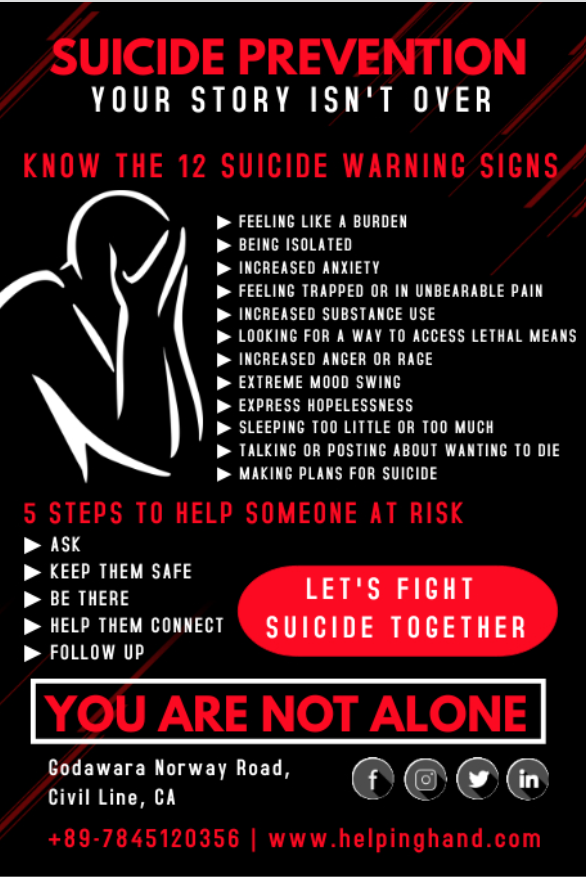 SUICIDE PREVENTION
YOUR STORY ISN'T OVER
KNOW THE 12 SUICIDE WARNING SIGNS
FEELING LIKE A BURDEN
BEING ISOLATED
INCREASED ANXIETY
FEELING TRAPPED OR IN UNBEARABLE PAIN
INCREASED SUBSTANCE USE
LOOKING FOR A WAY TO ACCESS LETHAL MEANS
INCREASED ANGER OR RAGE
EXTREME MOOD SWING
EXPRESS HOPELESSNESS
SLEEPING TOO LITTLE OR TOO MUCH
TALKING OR POSTING ABOUT WANTING TO DIE
MAKING PLANS FOR SUICIDE
5 STEPS TO HELP SOMEONE AT RISK
ASK
KEEP THEM SAFE
BE THERE
HELP THEM CONNECT
FOLLOW UP
LET'S FIGHT
SUICIDE TOGETHER
YOU ARE NOT ALONE
Godawara Norway Road,
Civil Line, CA
+89-7845120356 | www.helpinghand.com